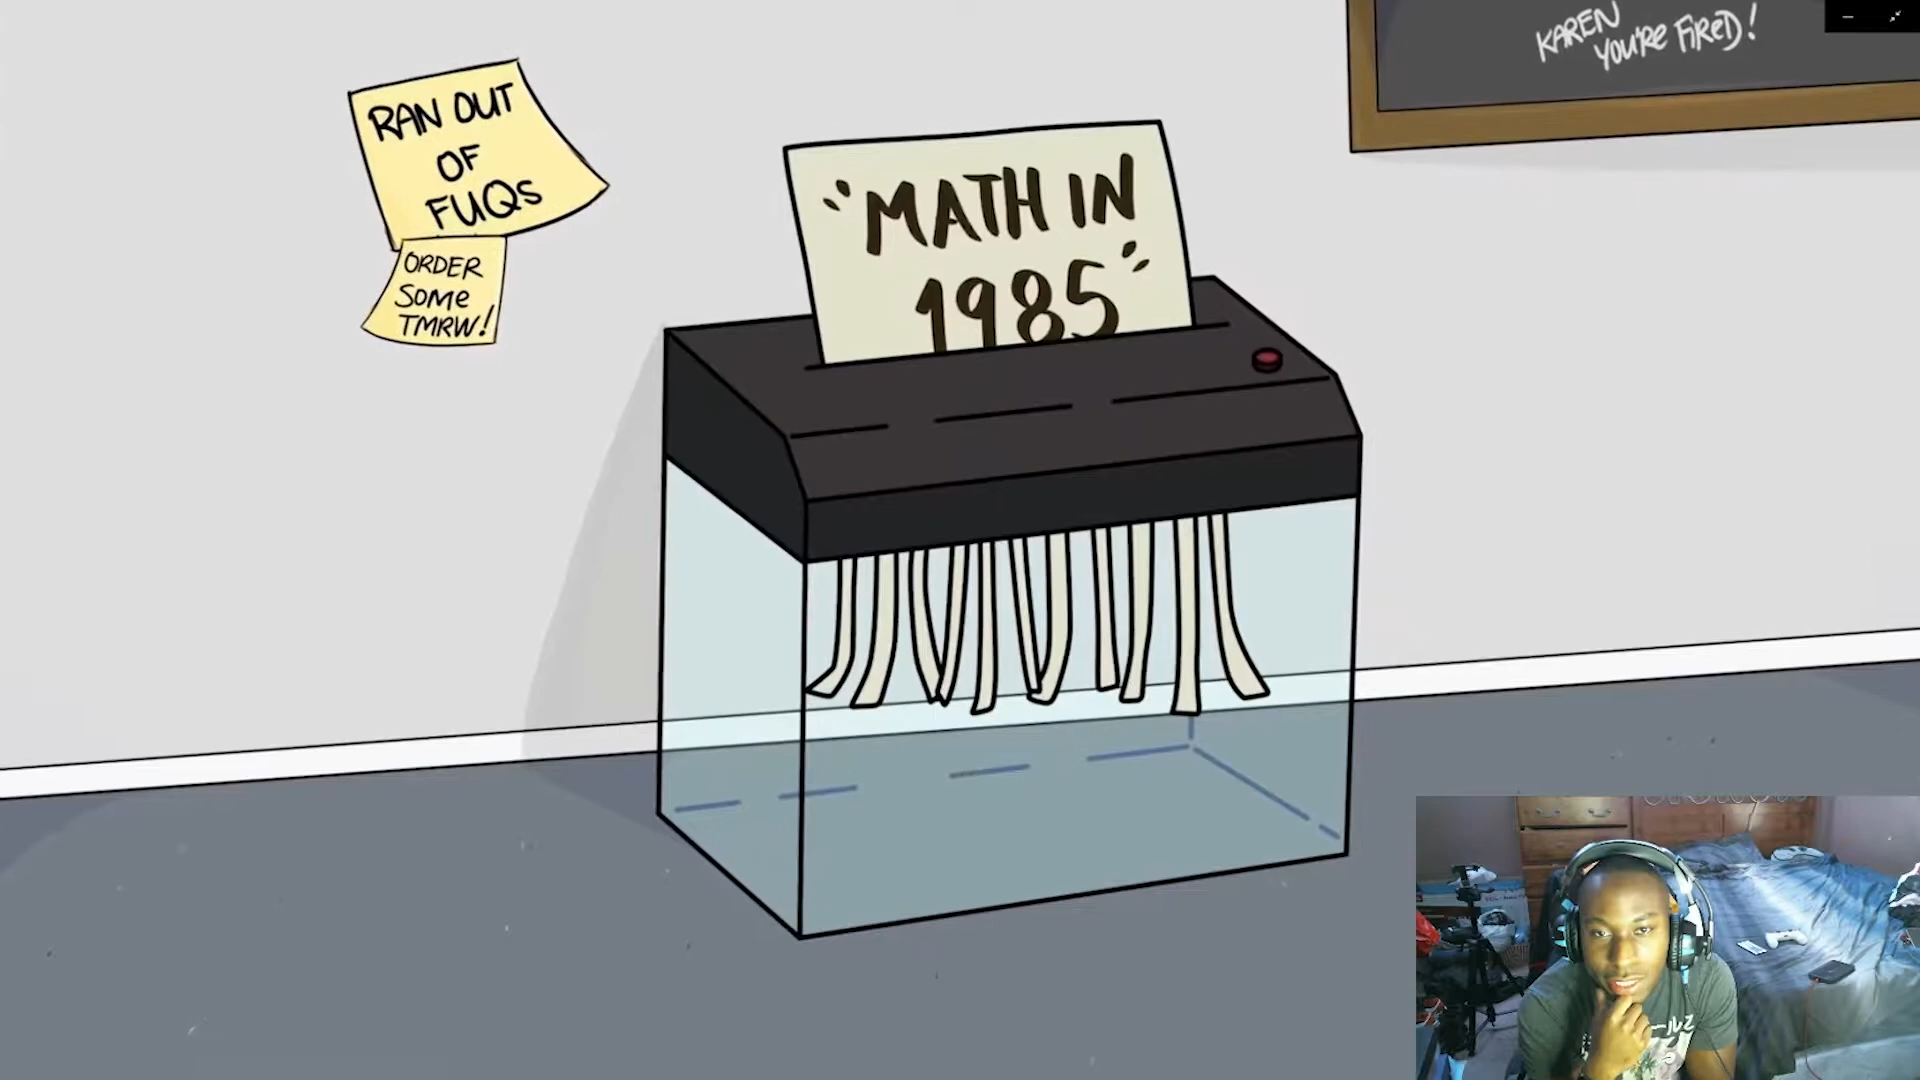 RAN OUT
OF
FUQs
ORDER
SOMe
TMRW!
"MATH IN
1985"
KAREN
YOU'RE FIReD!